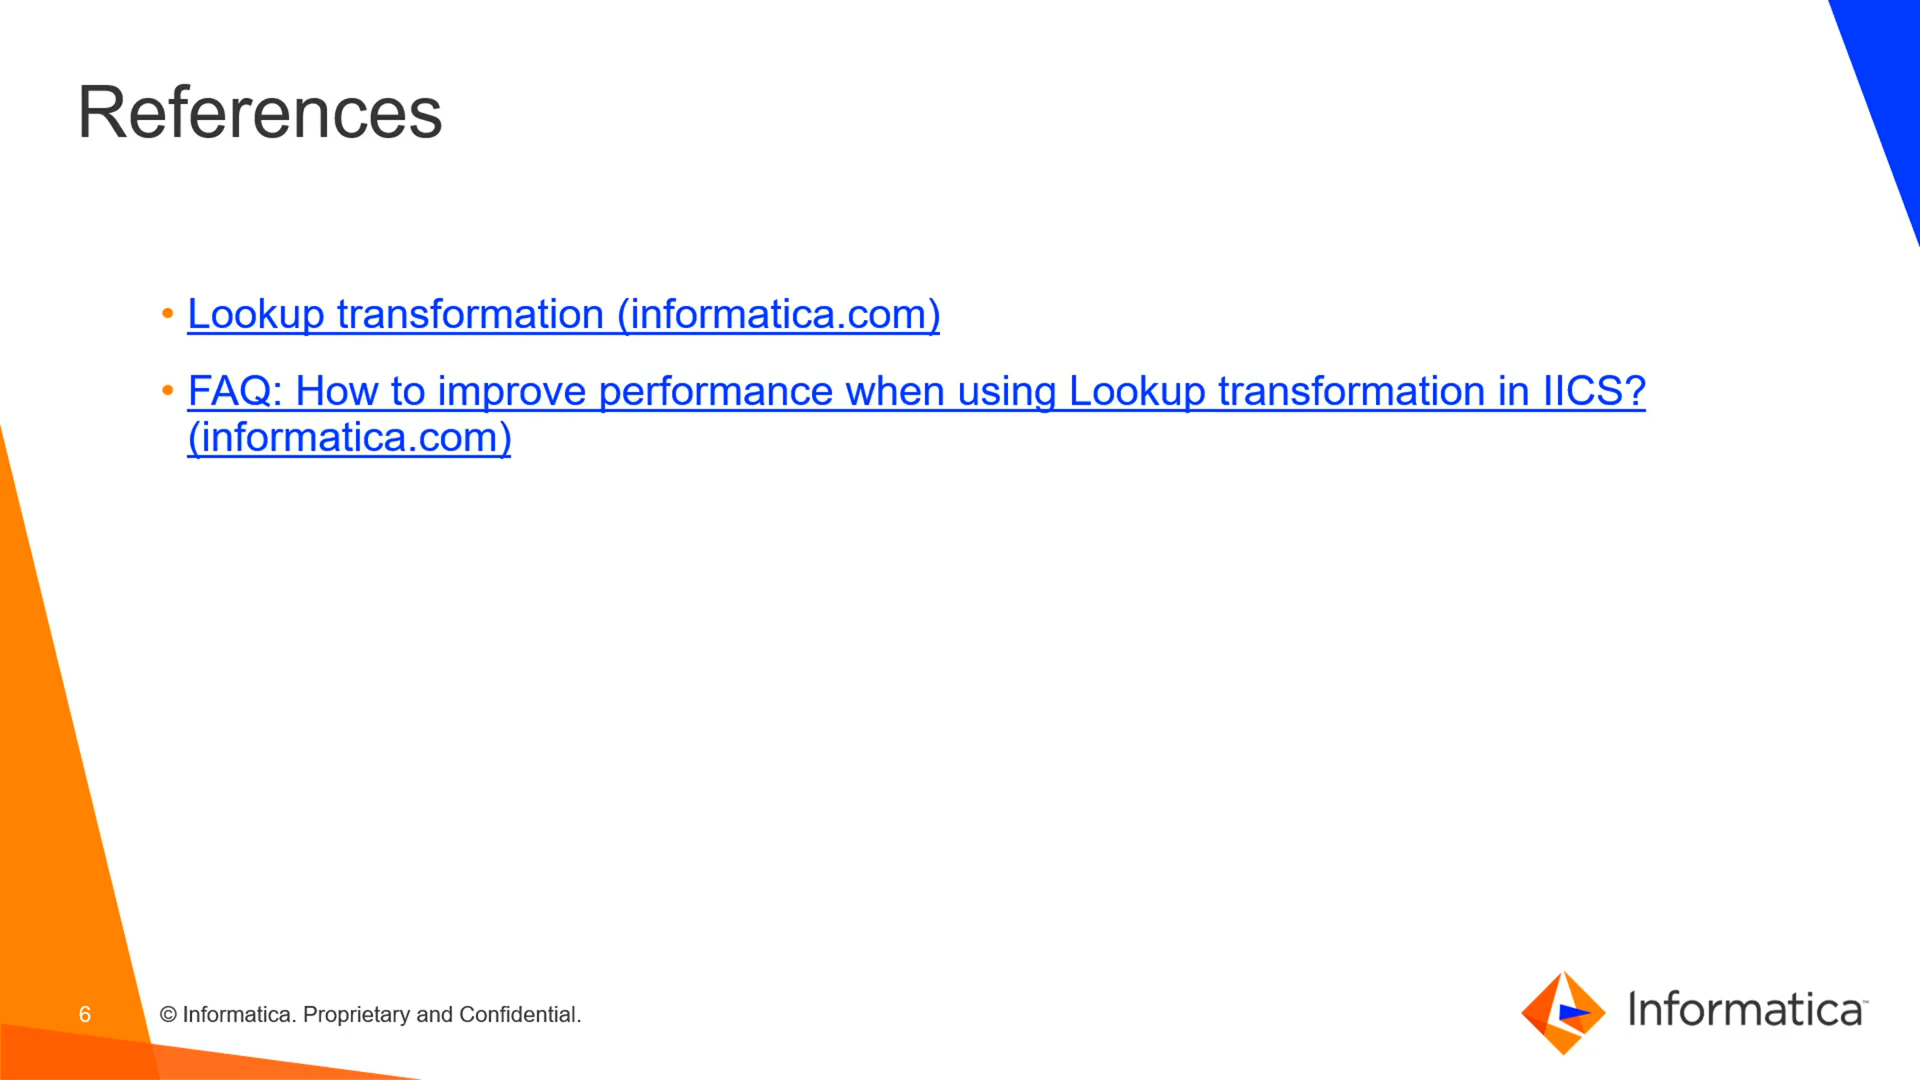 References
• Lookup transformation (informatica.com)
• FAQ: How to improve performance when using Lookup transformation in IICS?
(informatica.com)
6
© Informatica. Proprietary and Confidential.
Informatica™